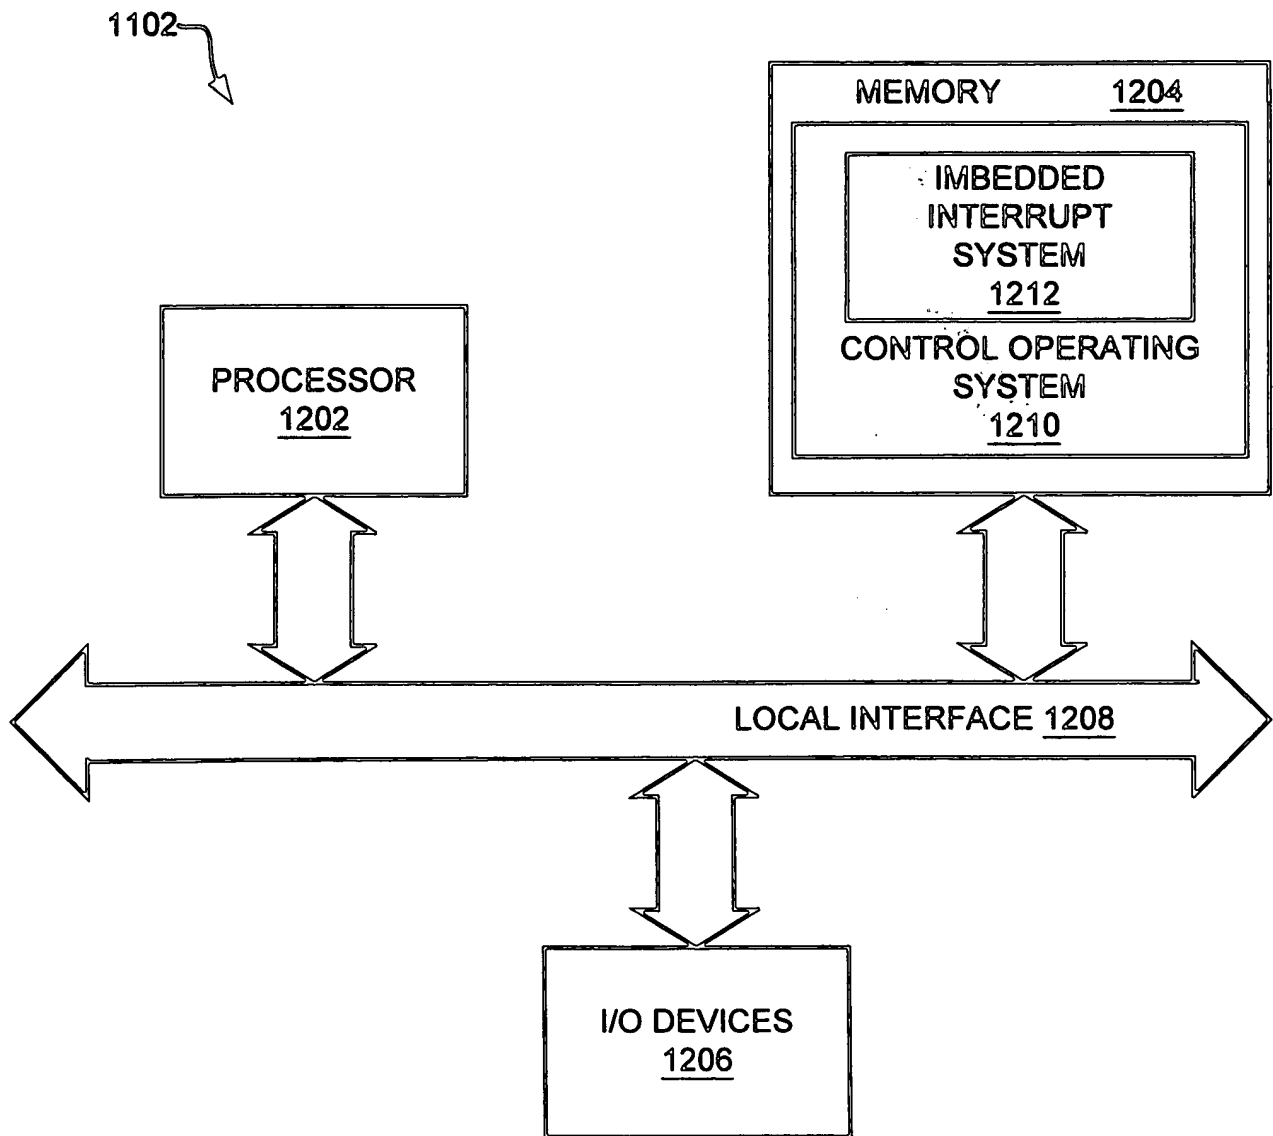 1102
MEMORY 1204
IMBEDDED
INTERRUPT
SYSTEM
1212
CONTROL OPERATING
SYSTEM
1210
PROCESSOR
1202
LOCAL INTERFACE 1208
I/O DEVICES
1206